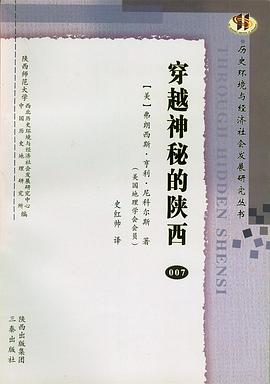 历史环境与经济社会发展研究丛书
THROUGH HIDDEN SHENSI
穿越神秘的陕西
007
【美】弗朗西斯·亨利·尼科尔斯 著
(美国地理学会会员)
史红帅 译
陕西师范大学
西北历史环境与经济社会发展研究中心
中国历史地理研究所
编
陕西出版集团
三秦出版社